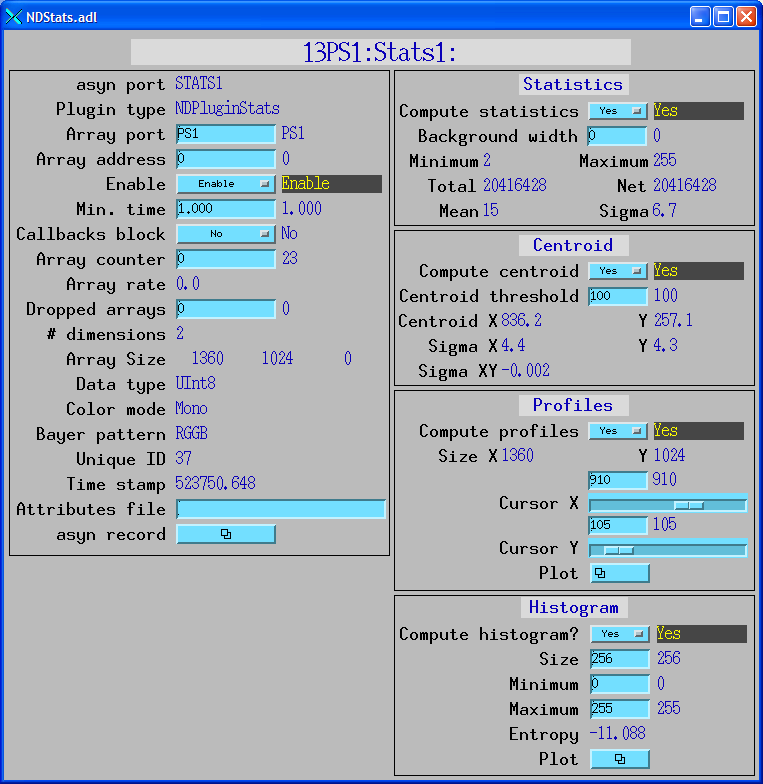 NDStats.adl
13PS1:Stats1:
asyn port STATS1
Plugin type NDPluginStats
Array port PS1 PS1
Array address 0 0
Enable Enable Enable
Min. time 1.000 1.000
Callbacks block No No
Array counter 0 23
Array rate 0.0
Dropped arrays 0 0
# dimensions 2
Array Size 1360 1024 0
Data type UInt8
Color mode Mono
Bayer pattern RGGB
Unique ID 37
Time stamp 523750.648
Attributes file
asyn record
Statistics
Compute statistics Yes Yes
Background width 0 0
Minimum 2 Maximum 255
Total 20416428 Net 20416428
Mean 15 Sigma 6.7
Centroid
Compute centroid Yes Yes
Centroid threshold 100 100
Centroid X 836.2 Y 257.1
Sigma X 4.4 Y 4.3
Sigma XY -0.002
Profiles
Compute profiles Yes Yes
Size X 1360 Y 1024
910 910
Cursor X
105 105
Cursor Y
Plot
Histogram
Compute histogram? Yes Yes
Size 256 256
Minimum 0 0
Maximum 255 255
Entropy -11.088
Plot